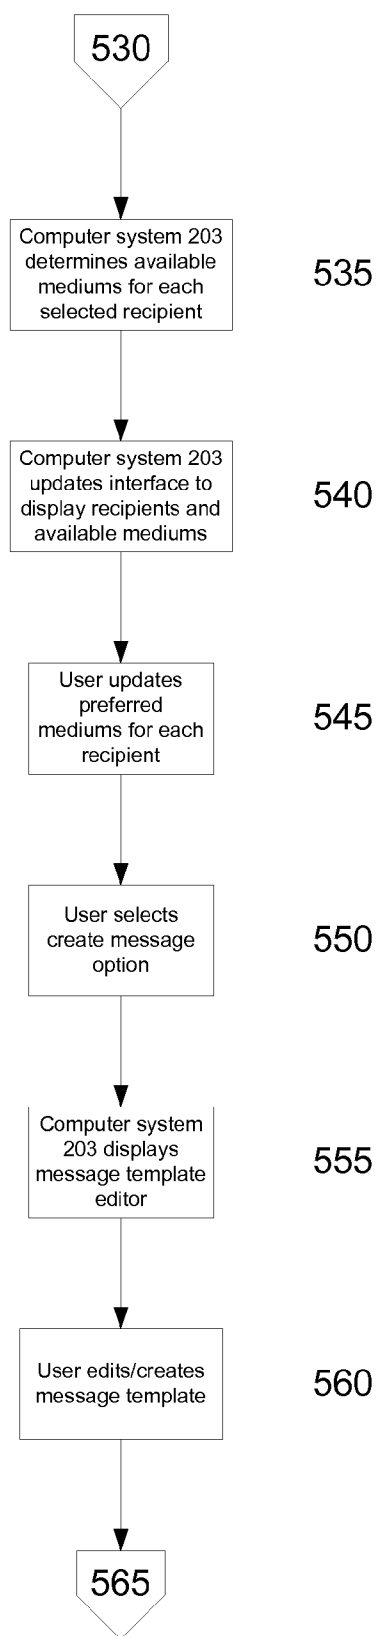 530
Computer system 203
determines available
mediums for each
selected recipient
535
Computer system 203
updates interface to
display recipients and
available mediums
540
User updates
preferred
mediums for each
recipient
545
User selects
create message
option
550
Computer system
203 displays
message template
editor
555
User edits/creates
message template
560
565